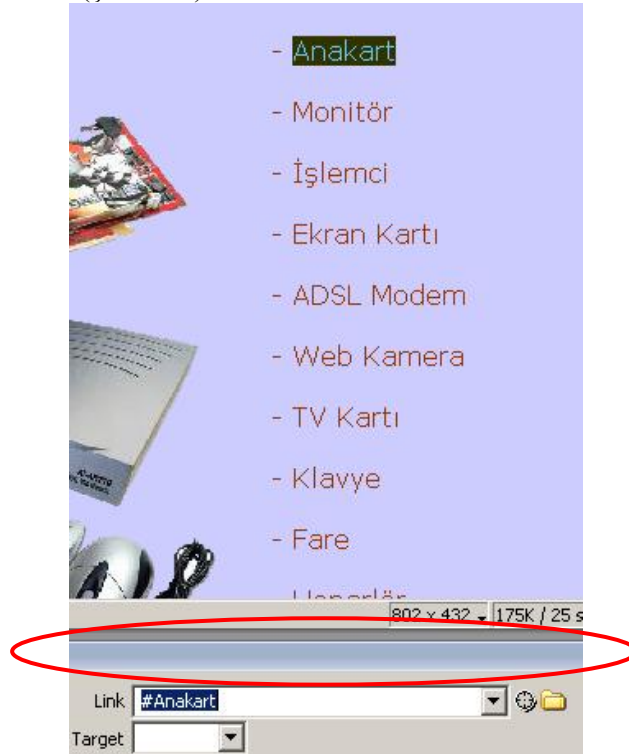 - Anakart
- Monitör
- İşlemci
- Ekran Kartı
- ADSL Modem
- Web Kamera
- TV Kartı
- Klavye
- Fare
802 x 432
175K / 25 s
Link #Anakart
Target